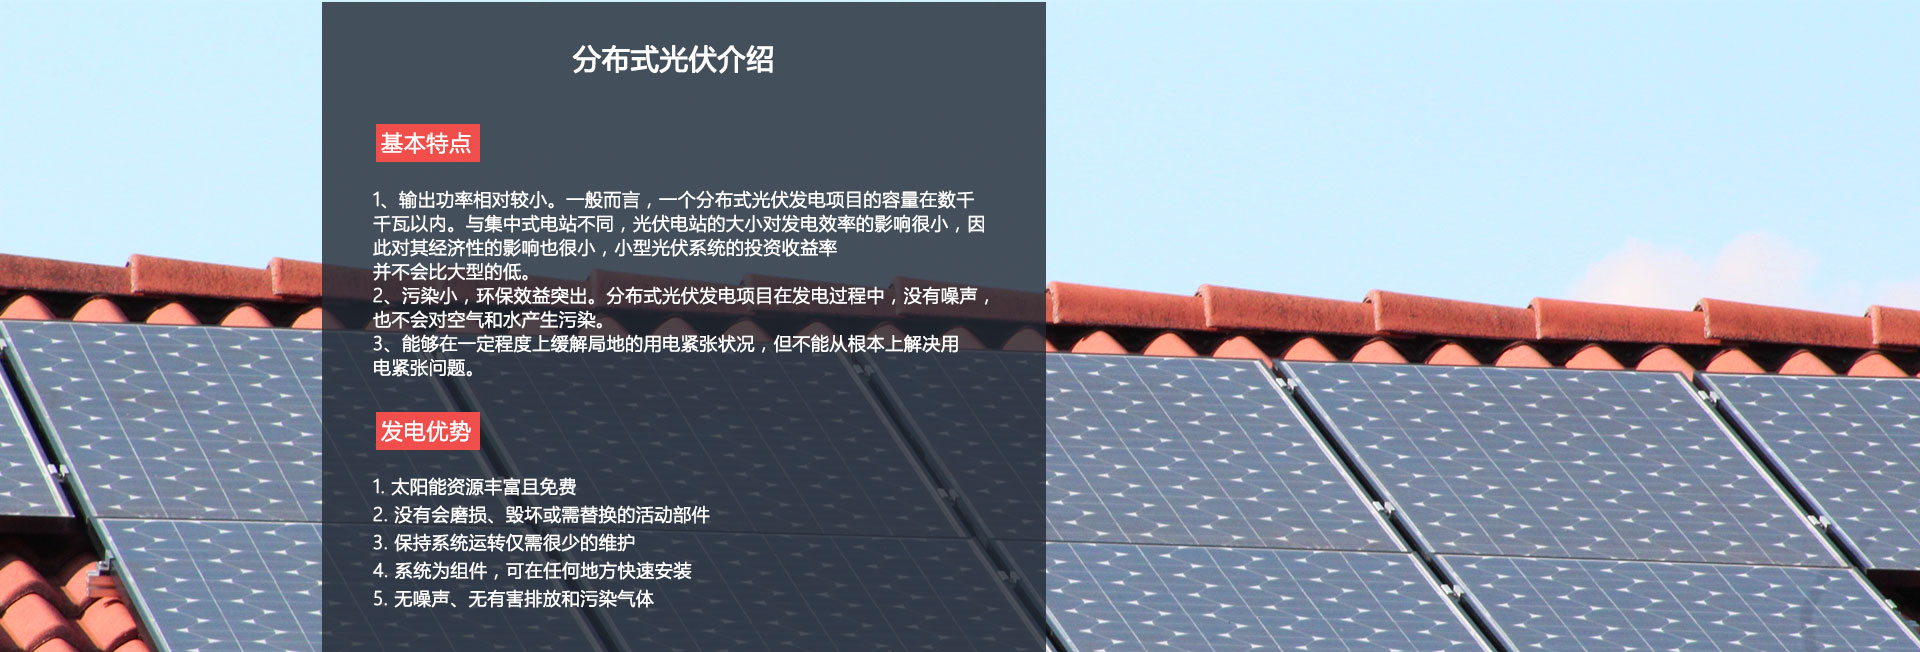 分布式光伏介绍
基本特点
1、输出功率相对较小。一般而言，一个分布式光伏发电项目的容量在数千
千瓦以内。与集中式电站不同，光伏电站的大小对发电效率的影响很小，因
此对其经济性的影响也很小，小型光伏系统的投资收益率
并不会比大型的低。
2、污染小，环保效益突出。分布式光伏发电项目在发电过程中，没有噪声，
也不会对空气和水产生污染。
3、能够在一定程度上缓解局地的用电紧张状况，但不能从根本上解决用
电紧张问题。
发电优势
1. 太阳能资源丰富且免费
2. 没有会磨损、毁坏或需替换的活动部件
3. 保持系统运转仅需很少的维护
4. 系统为组件，可在任何地方快速安装
5. 无噪声、无有害排放和污染气体